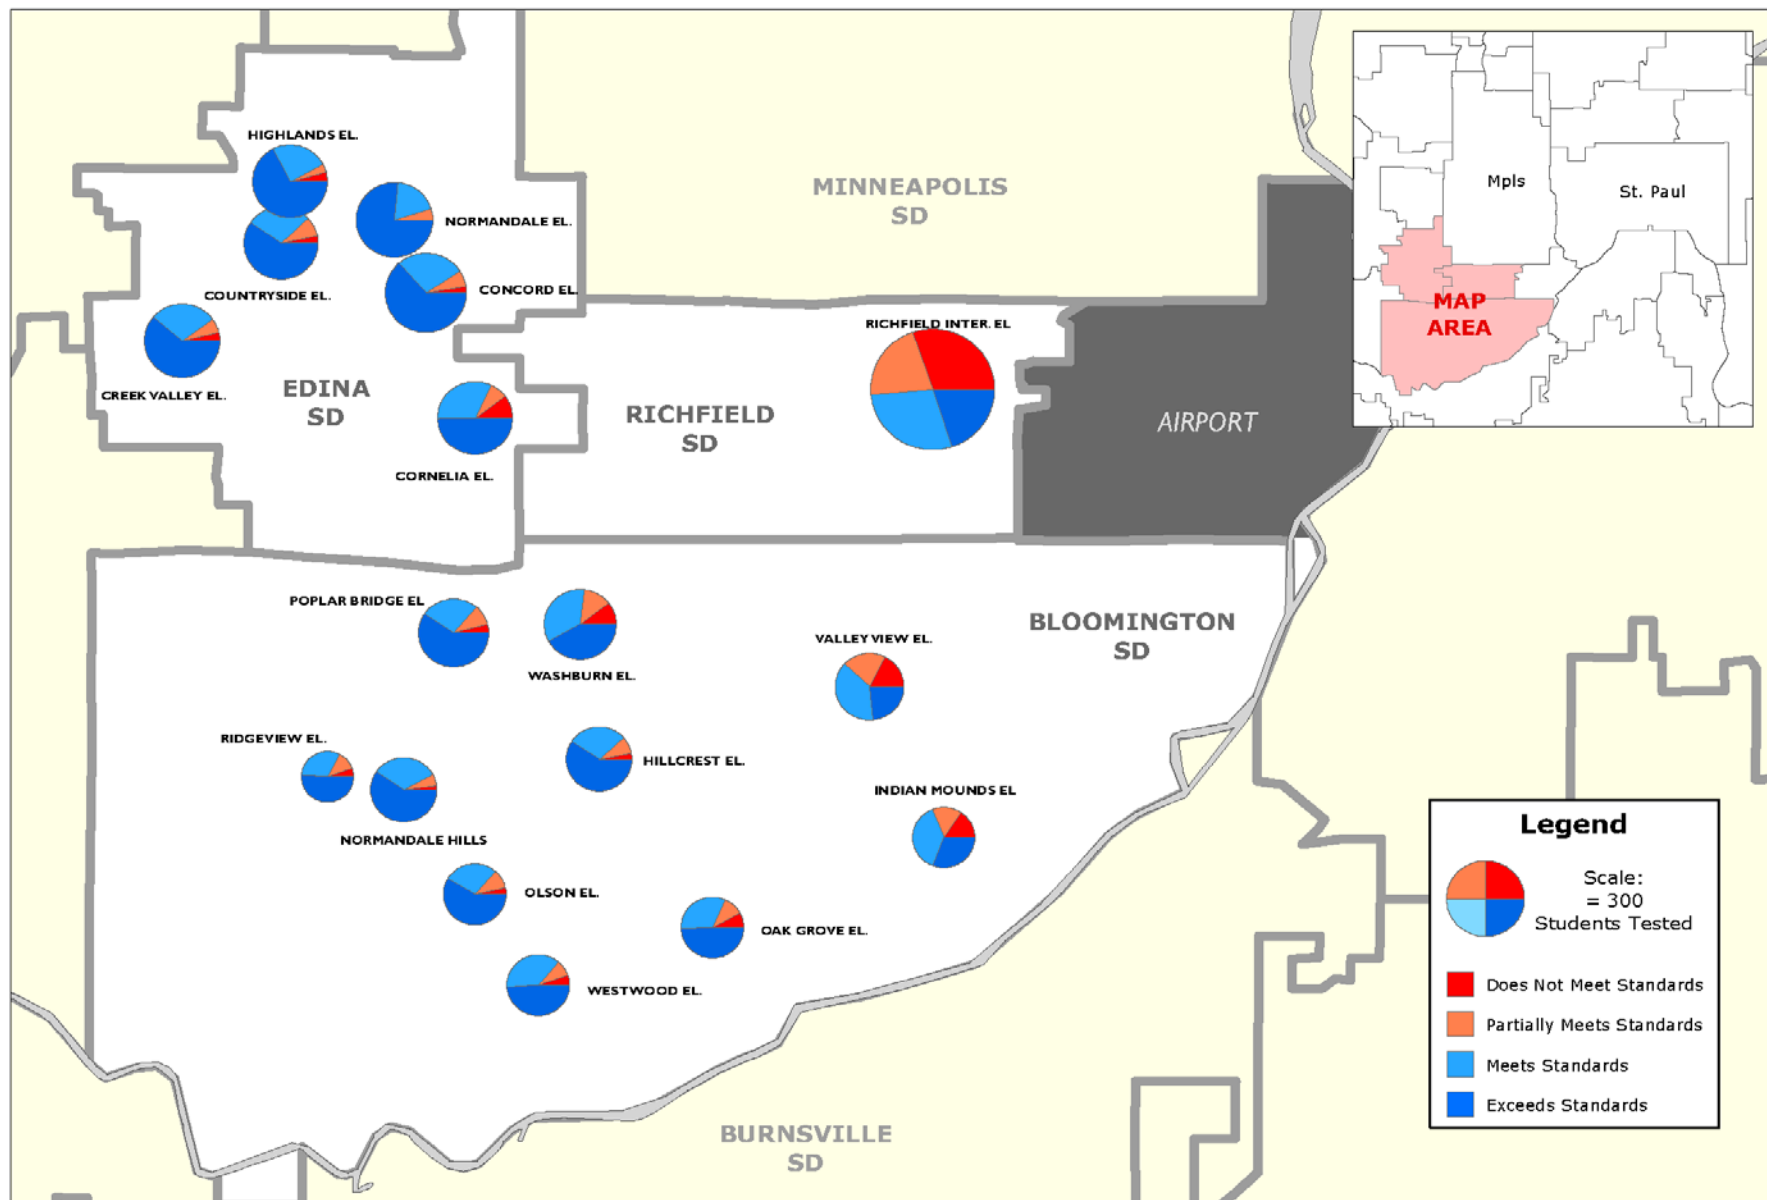 HIGHLANDS EL.
NORMANDALE EL.
COUNTRYSIDE EL.
CONCORD EL.
CREEK VALLEY EL.
EDINA
SD
CORNELIA EL.
MINNEAPOLIS
SD
RICHFIELD INTER. EL
RICHFIELD
SD
AIRPORT
Mpls
St. Paul
MAP
AREA
POPLAR BRIDGE EL
WASHBURN EL.
VALLEY VIEW EL.
BLOOMINGTON
SD
RIDGEVIEW EL.
HILLCREST EL.
NORMANDALE HILLS
INDIAN MOUNDS EL
OLSON EL.
OAK GROVE EL.
WESTWOOD EL.
BURNSVILLE
SD
Legend
Scale:
= 300
Students Tested
Does Not Meet Standards
Partially Meets Standards
Meets Standards
Exceeds Standards